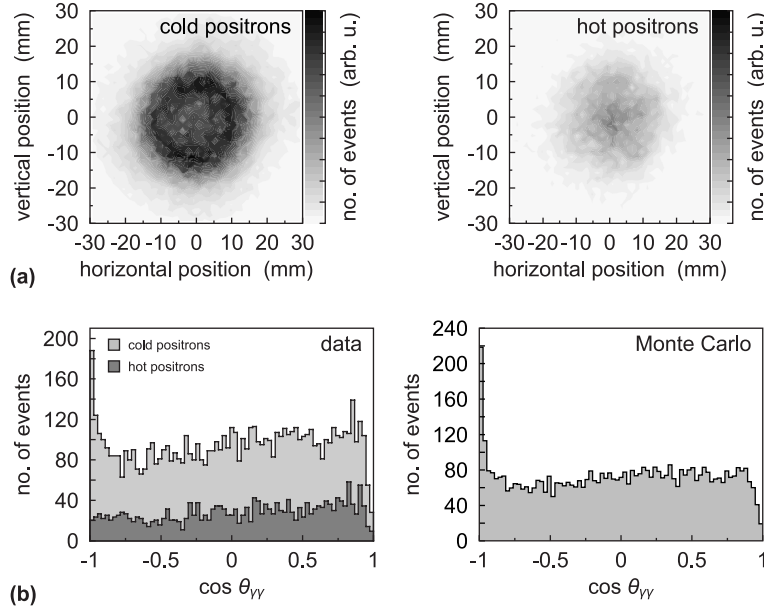 30
20
10
0
-10
-20
-30
-30 -20 -10 0 10 20 30
vertical position (mm)
horizontal position (mm)
cold positrons
no. of events (arb. u.)
30
20
10
0
-10
-20
-30
-30 -20 -10 0 10 20 30
vertical position (mm)
horizontal position (mm)
hot positrons
no. of events (arb. u.)
(a)
200
160
120
80
40
0
-1 -0.5 0 0.5 1
no. of events
cos θγγ
cold positrons
hot positrons
data
240
200
160
120
80
40
0
-1 -0.5 0 0.5 1
no. of events
cos θγγ
Monte Carlo
(b)